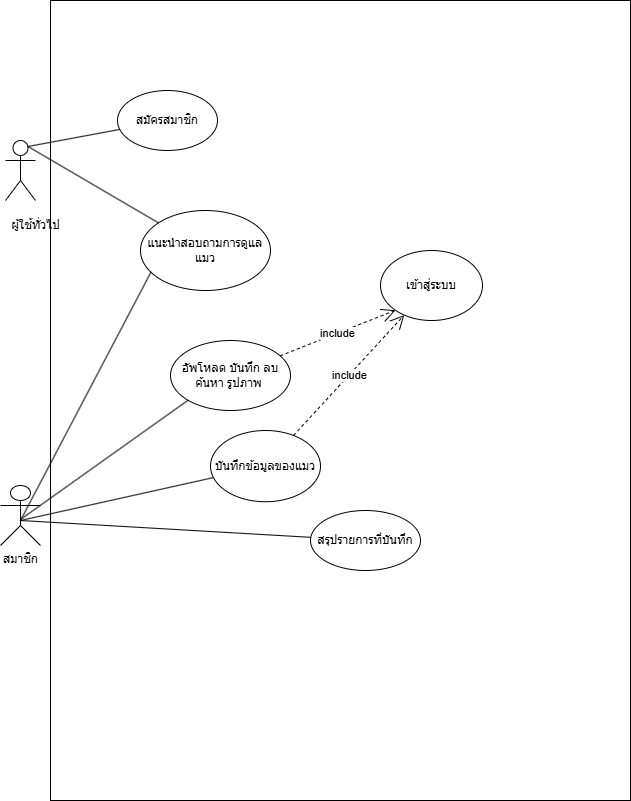 สมัครสมาชิก
ผู้ใช้ทั่วไป
แนะนำสอบถามการดูแล
แมว
เข้าสู่ระบบ
include
อัพโหลด บันทึก ลบ
ค้นหา รูปภาพ
include
บันทึกข้อมูลของแมว
สรุปรายการที่บันทึก
สมาชิก